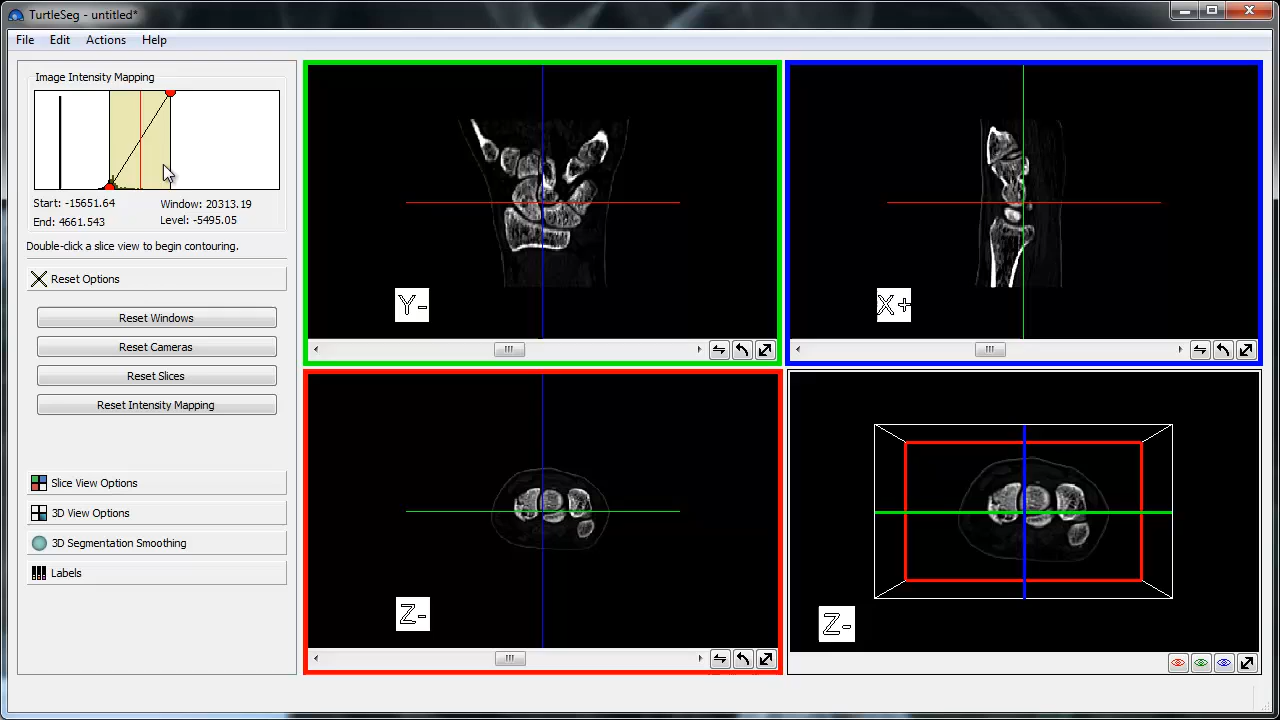 TurtleSeg - untitled*
File Edit Actions Help
Image Intensity Mapping
Start: -15651.64 Window: 20313.19
End: 4661.543 Level: -5495.05
Double-click a slice view to begin contouring.
Reset Options
Reset Windows
Reset Cameras
Reset Slices
Reset Intensity Mapping
Slice View Options
3D View Options
3D Segmentation Smoothing
Labels
Y-
X+
Z-
Z-